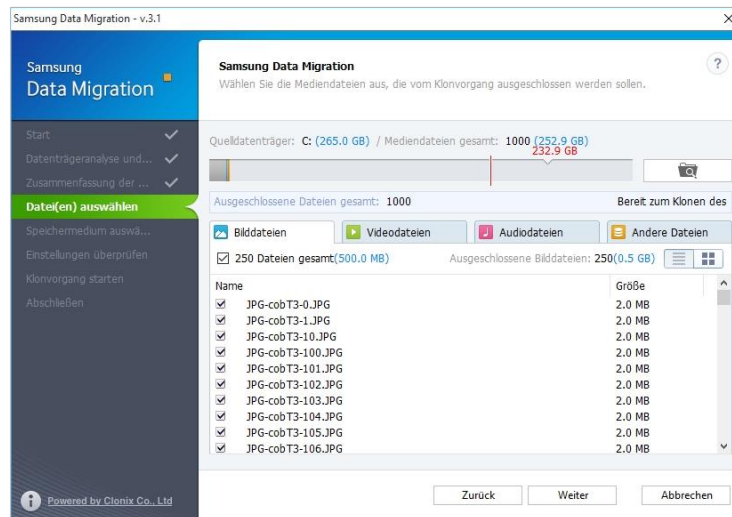 Samsung Data Migration - v.3.1
Samsung
Data Migration
Samsung Data Migration
Wählen Sie die Mediendateien aus, die vom Klonvorgang ausgeschlossen werden sollen.
?
Start
Datenträgeranalyse und...
Zusammenfassung der ...
Datei(en) auswählen
Speichermedium auswä...
Einstellungen überprüfen
Klonvorgang starten
Abschließen
Quelldatenträger: C: (265.0 GB) / Mediendateien gesamt: 1000 (252.9 GB)
232.9 GB
Ausgeschlossene Dateien gesamt: 1000 Bereit zum Klonen des
Bilddateien Videodateien Audiodateien Andere Dateien
250 Dateien gesamt(500.0 MB) Ausgeschlossene Bilddateien: 250(0.5 GB)
Name Größe
JPG-cobT3-0.JPG 2.0 MB
JPG-cobT3-1.JPG 2.0 MB
JPG-cobT3-10.JPG 2.0 MB
JPG-cobT3-100.JPG 2.0 MB
JPG-cobT3-101.JPG 2.0 MB
JPG-cobT3-102.JPG 2.0 MB
JPG-cobT3-103.JPG 2.0 MB
JPG-cobT3-104.JPG 2.0 MB
JPG-cobT3-105.JPG 2.0 MB
JPG-cobT3-106.JPG 2.0 MB
Powered by Clonix Co., Ltd
Zurück Weiter Abbrechen